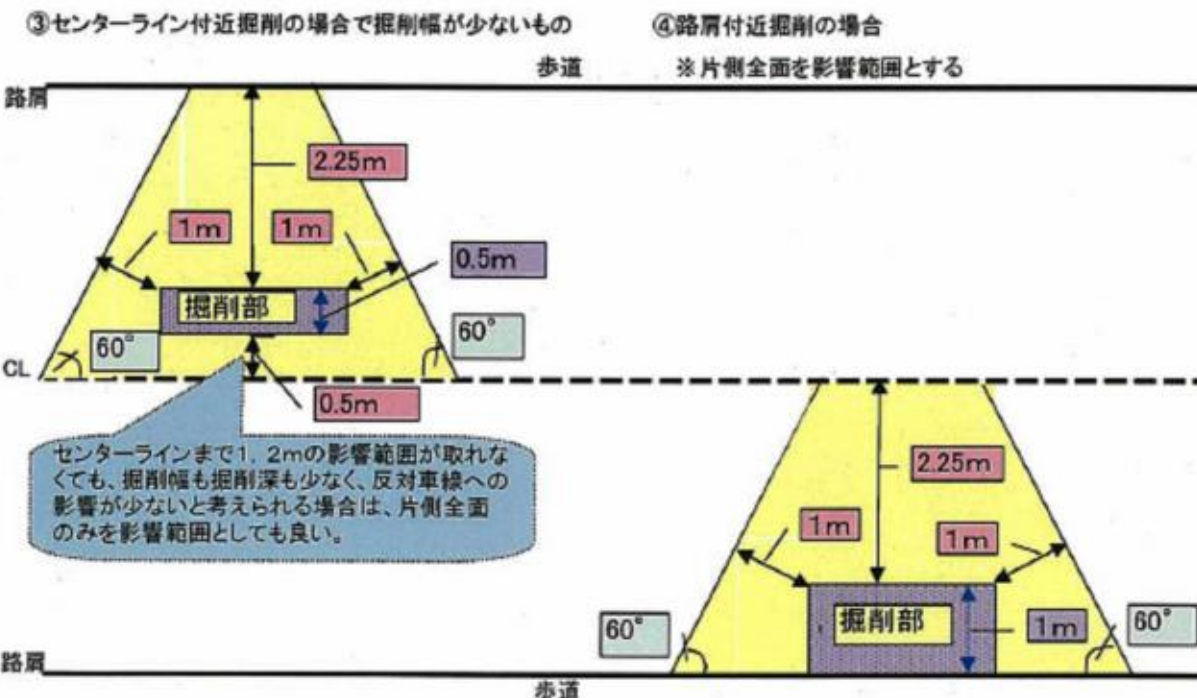 ③センターライン付近掘削の場合で掘削幅が少ないもの
④路肩付近掘削の場合
歩道
※片側全面を影響範囲とする
路肩
2.25m
1m
1m
0.5m
掘削部
60°
60°
CL
0.5m
センターラインまで1.2mの影響範囲が取れな
くても、掘削幅も掘削深も少なく、反対車線への
影響が少ないと考えられる場合は、片側全面
のみを影響範囲としても良い。
2.25m
1m
1m
掘削部
1m
60°
60°
路肩
歩道